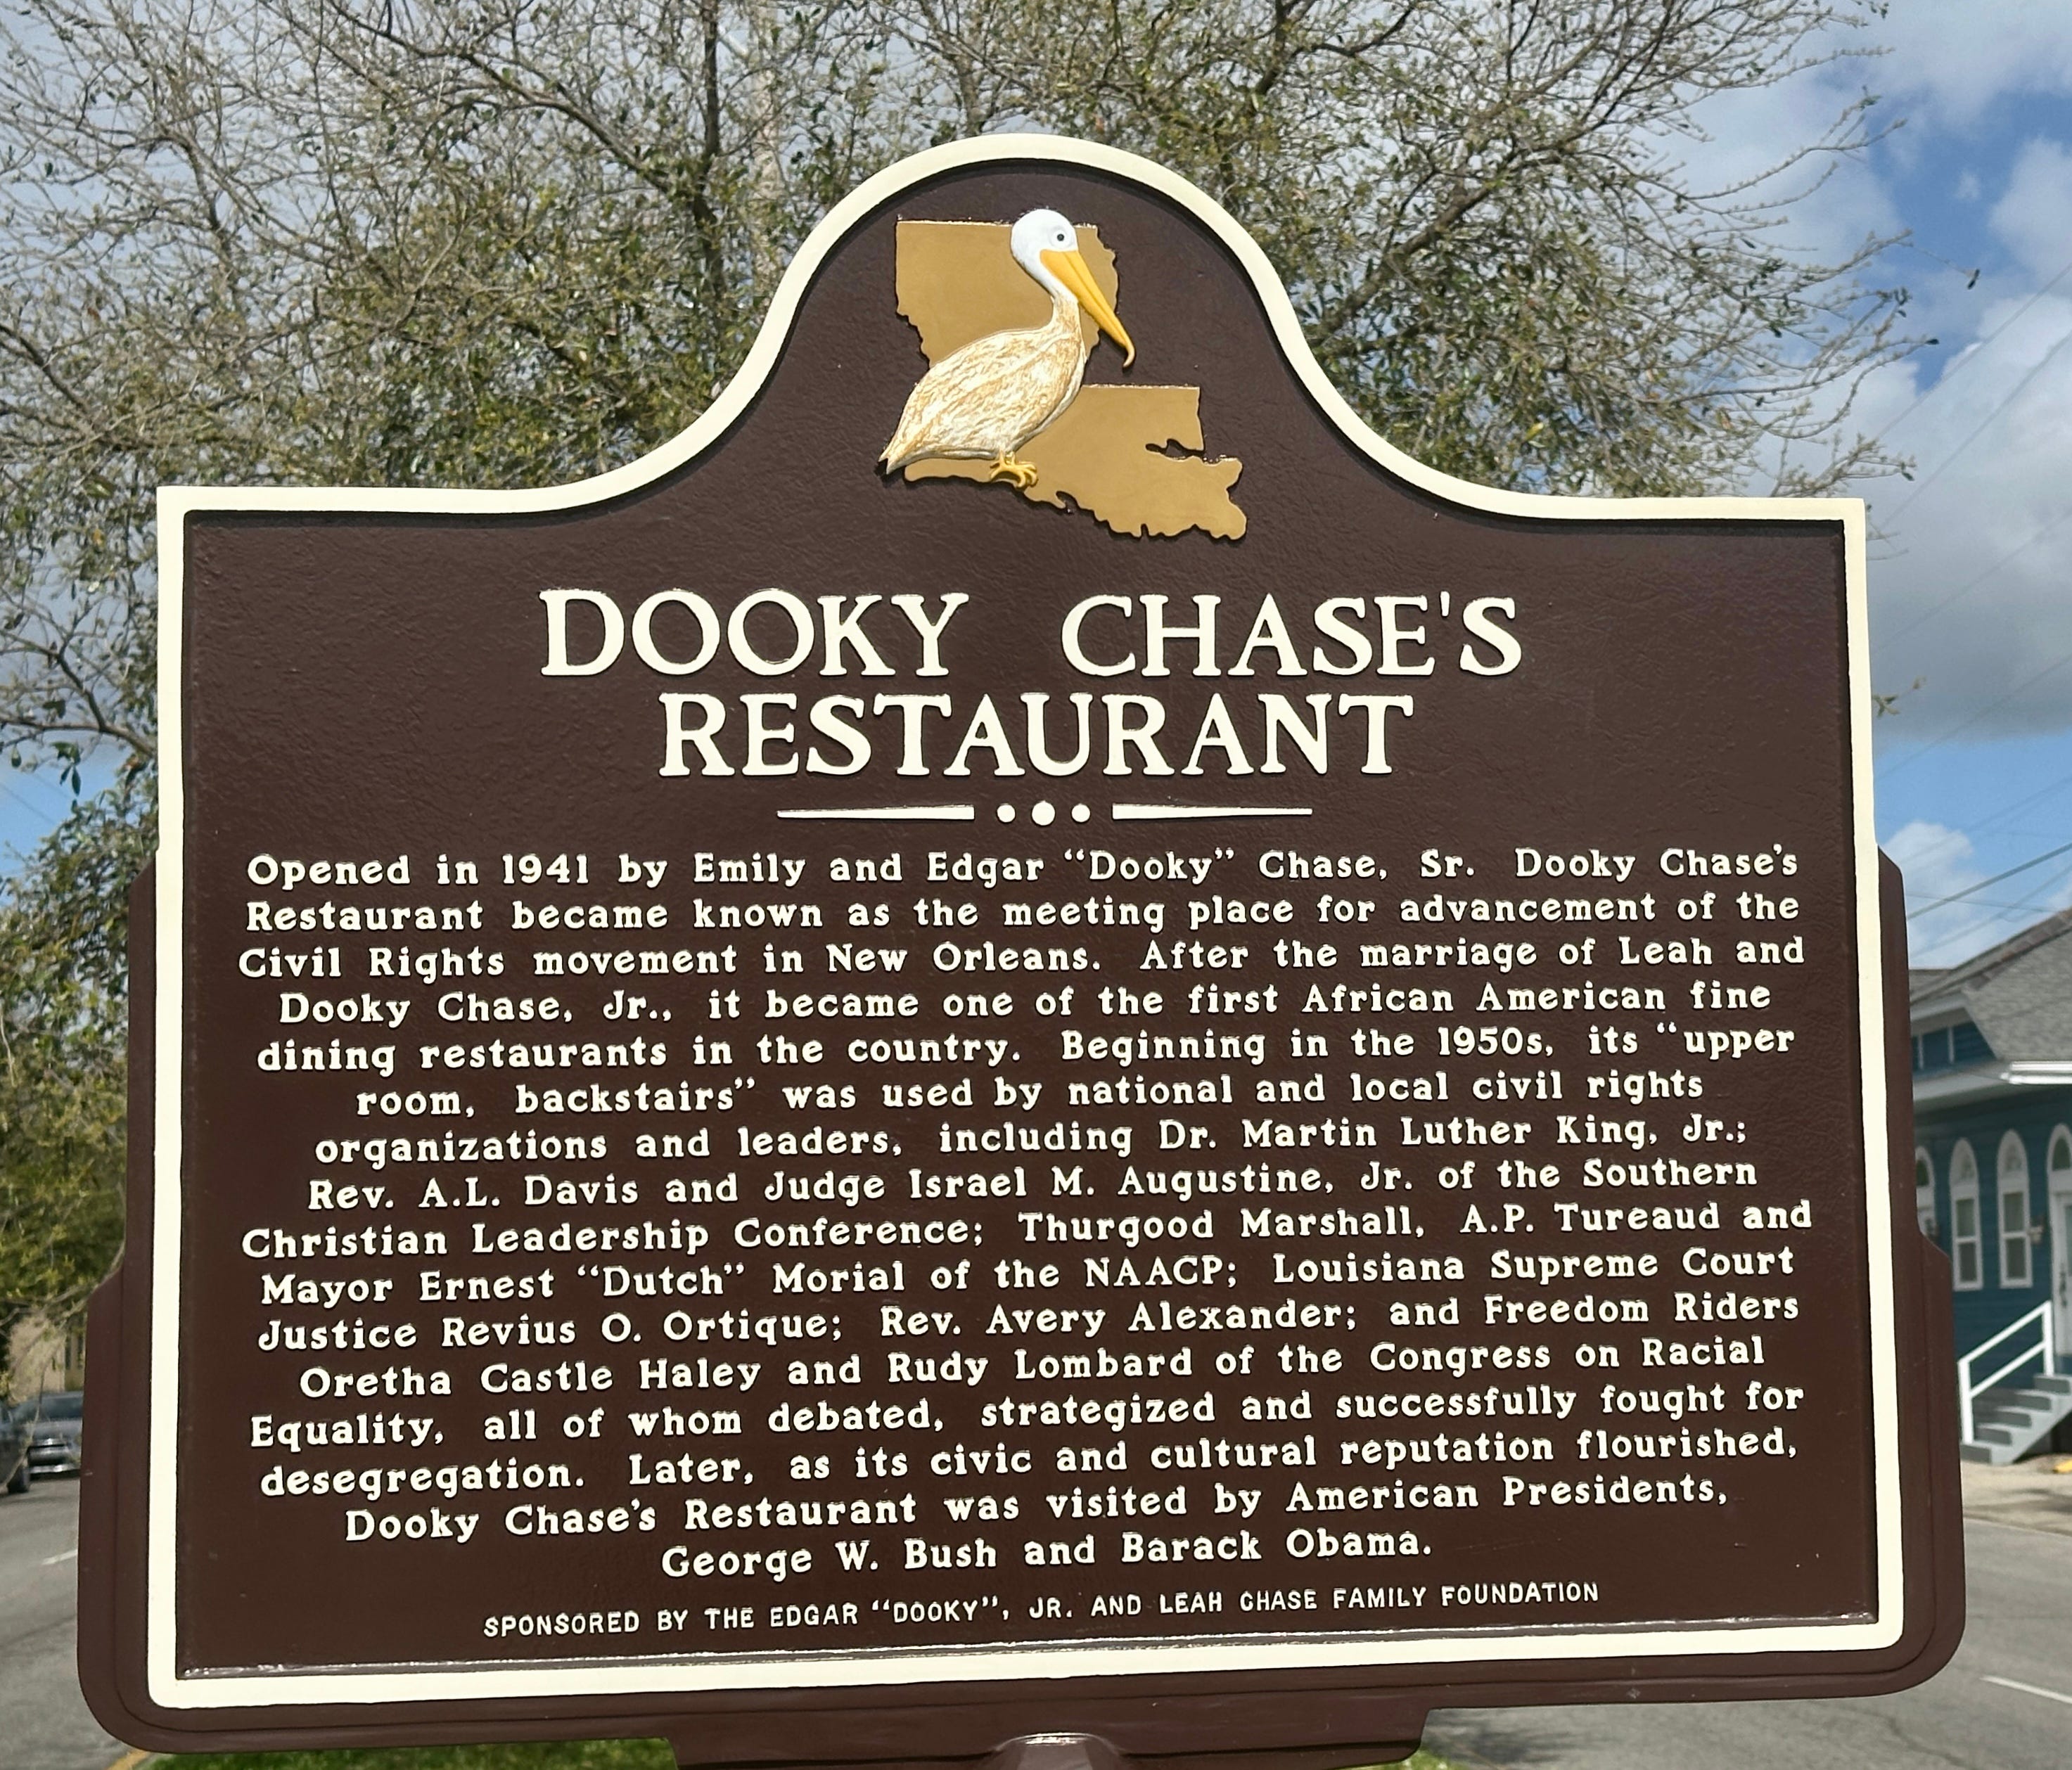 DOOKY CHASE'S
RESTAURANT
Opened in 1941 by Emily and Edgar “Dooky” Chase, Sr. Dooky Chase's
Restaurant became known as the meeting place for advancement of the
Civil Rights movement in New Orleans. After the marriage of Leah and
Dooky Chase, Jr., it became one of the first African American fine
dining restaurants in the country. Beginning in the 1950s, its “upper
room, backstairs” was used by national and local civil rights
organizations and leaders, including Dr. Martin Luther King, Jr.;
Rev. A.L. Davis and Judge Israel M. Augustine, Jr. of the Southern
Christian Leadership Conference; Thurgood Marshall, A.P. Tureaud and
Mayor Ernest “Dutch” Morial of the NAACP; Louisiana Supreme Court
Justice Revius O. Ortique; Rev. Avery Alexander; and Freedom Riders
Oretha Castle Haley and Rudy Lombard of the Congress on Racial
Equality, all of whom debated, strategized and successfully fought for
desegregation. Later, as its civic and cultural reputation flourished,
Dooky Chase's Restaurant was visited by American Presidents,
George W. Bush and Barack Obama.
SPONSORED BY THE EDGAR “DOOKY”, JR. AND LEAH CHASE FAMILY FOUNDATION